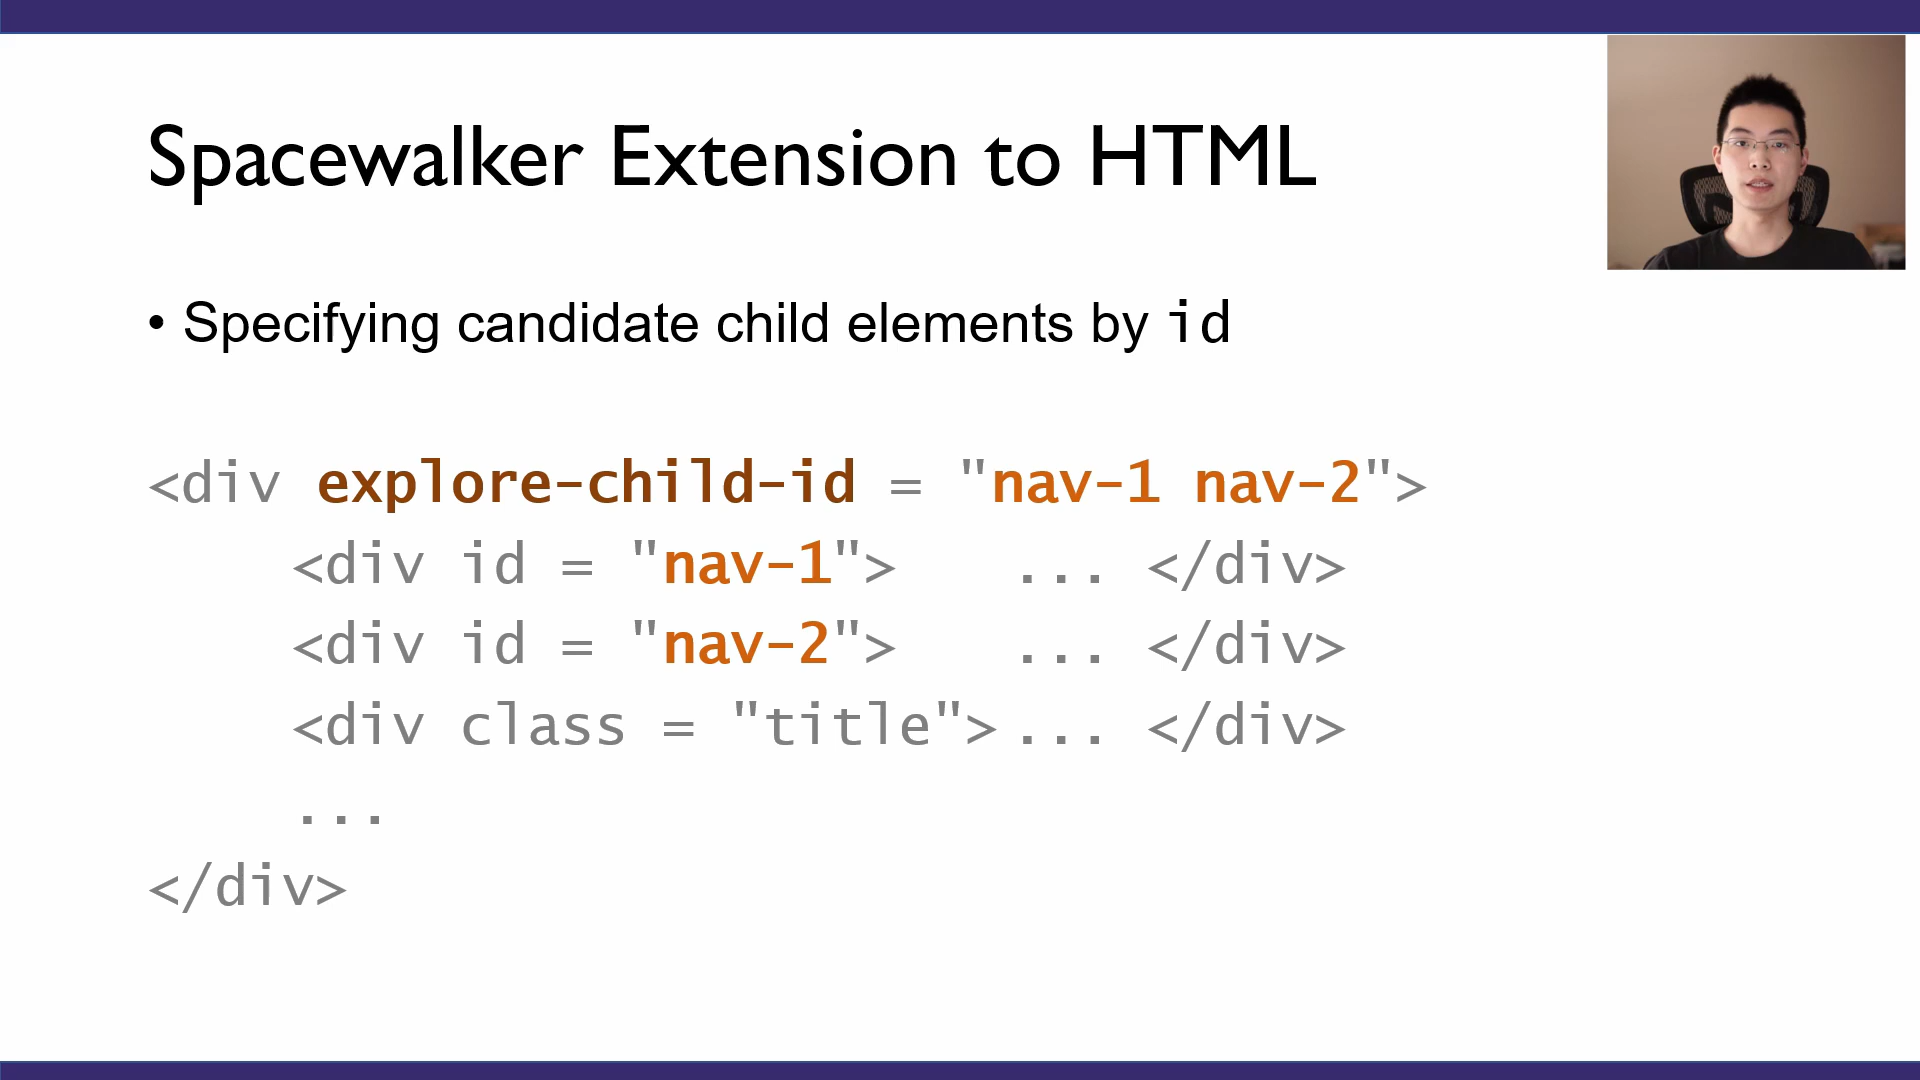 Spacewalker Extension to HTML
• Specifying candidate child elements by id
<div explore-child-id = "nav-1 nav-2">
<div id = "nav-1"> ... </div>
<div id = "nav-2"> ... </div>
<div class = "title"> ... </div>
...
</div>